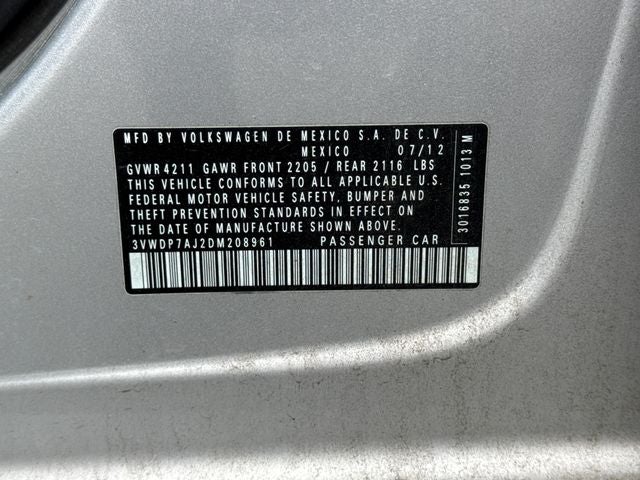 MFD BY VOLKSWAGEN DE MEXICO S.A. DE C.V.
MEXICO 07/12
GVWR 4211 GAWR FRONT 2205 / REAR 2116 LBS
THIS VEHICLE CONFORMS TO ALL APPLICABLE U.S.
FEDERAL MOTOR VEHICLE SAFETY, BUMPER AND
THEFT PREVENTION STANDARDS IN EFFECT ON
THE DATE OF MANUFACTURE SHOWN ABOVE.
3VWDP7AJ2DM208961 PASSENGER CAR
3016835 1013 M